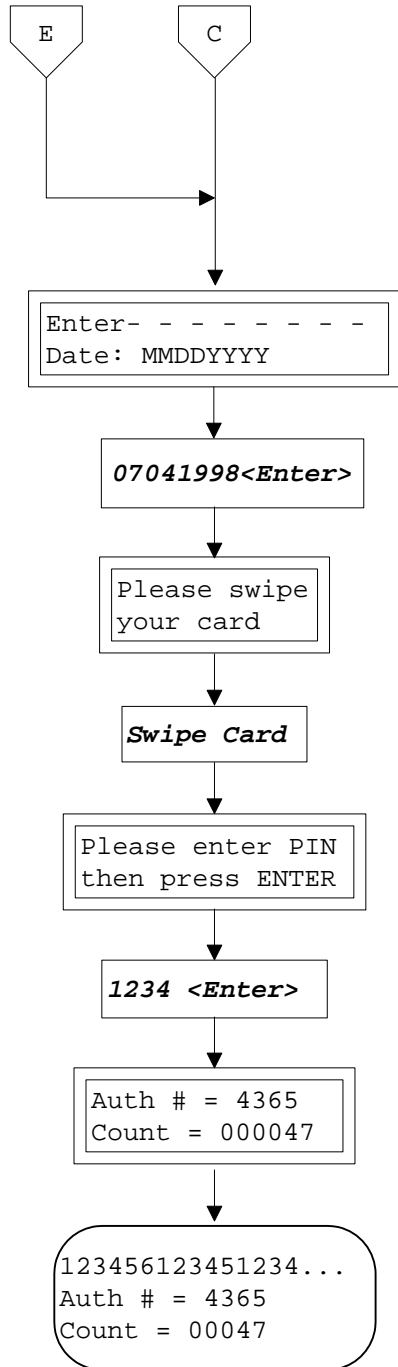 E
C
Enter- - - - - - - -
Date: MMDDYYYY
07041998<Enter>
Please swipe
your card
Swipe Card
Please enter PIN
then press ENTER
1234 <Enter>
Auth # = 4365
Count = 000047
123456123451234...
Auth # = 4365
Count = 00047